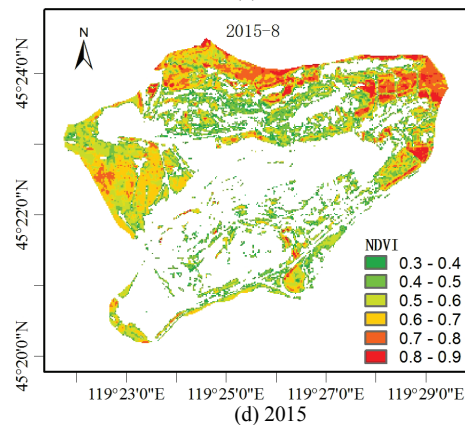 2015-8
N
45°24'0"N
45°22'0"N
45°20'0"N
NDVI
0.3 - 0.4
0.4 - 0.5
0.5 - 0.6
0.6 - 0.7
0.7 - 0.8
0.8 - 0.9
119°23'0"E 119°25'0"E 119°27'0"E 119°29'0"E
(d) 2015